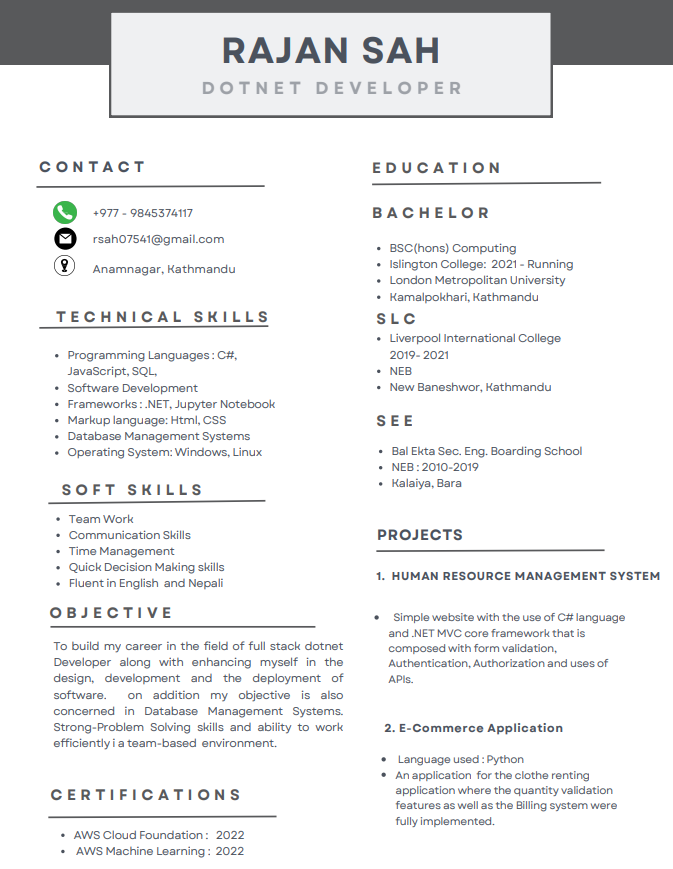 RAJAN SAH
DOTNET DEVELOPER
CONTACT
+977 - 9845374117
rsah07541@gmail.com
Anamnagar, Kathmandu
TECHNICAL SKILLS
• Programming Languages : C#,
JavaScript, SQL,
• Software Development
• Frameworks : .NET, Jupyter Notebook
• Markup language: Html, CSS
• Database Management Systems
• Operating System: Windows, Linux
SOFT SKILLS
• Team Work
• Communication Skills
• Time Management
• Quick Decision Making skills
• Fluent in English and Nepali
OBJECTIVE
To build my career in the field of full stack dotnet
Developer along with enhancing myself in the
design, development and the deployment of
software. on addition my objective is also
concerned in Database Management Systems.
Strong-Problem Solving skills and ability to work
efficiently i a team-based environment.
CERTIFICATIONS
• AWS Cloud Foundation : 2022
• AWS Machine Learning : 2022
EDUCATION
BACHELOR
• BSC(hons) Computing
• Islington College: 2021 - Running
• London Metropolitan University
• Kamalpokhari, Kathmandu
SLC
• Liverpool International College
2019- 2021
• NEB
• New Baneshwor, Kathmandu
SEE
• Bal Ekta Sec. Eng. Boarding School
• NEB : 2010-2019
• Kalaiya, Bara
PROJECTS
1. HUMAN RESOURCE MANAGEMENT SYSTEM
• Simple website with the use of C# language
and .NET MVC core framework that is
composed with form validation,
Authentication, Authorization and uses of
APIs.
2. E-Commerce Application
• Language used : Python
• An application for the clothe renting
application where the quantity validation
features as well as the Billing system were
fully implemented.